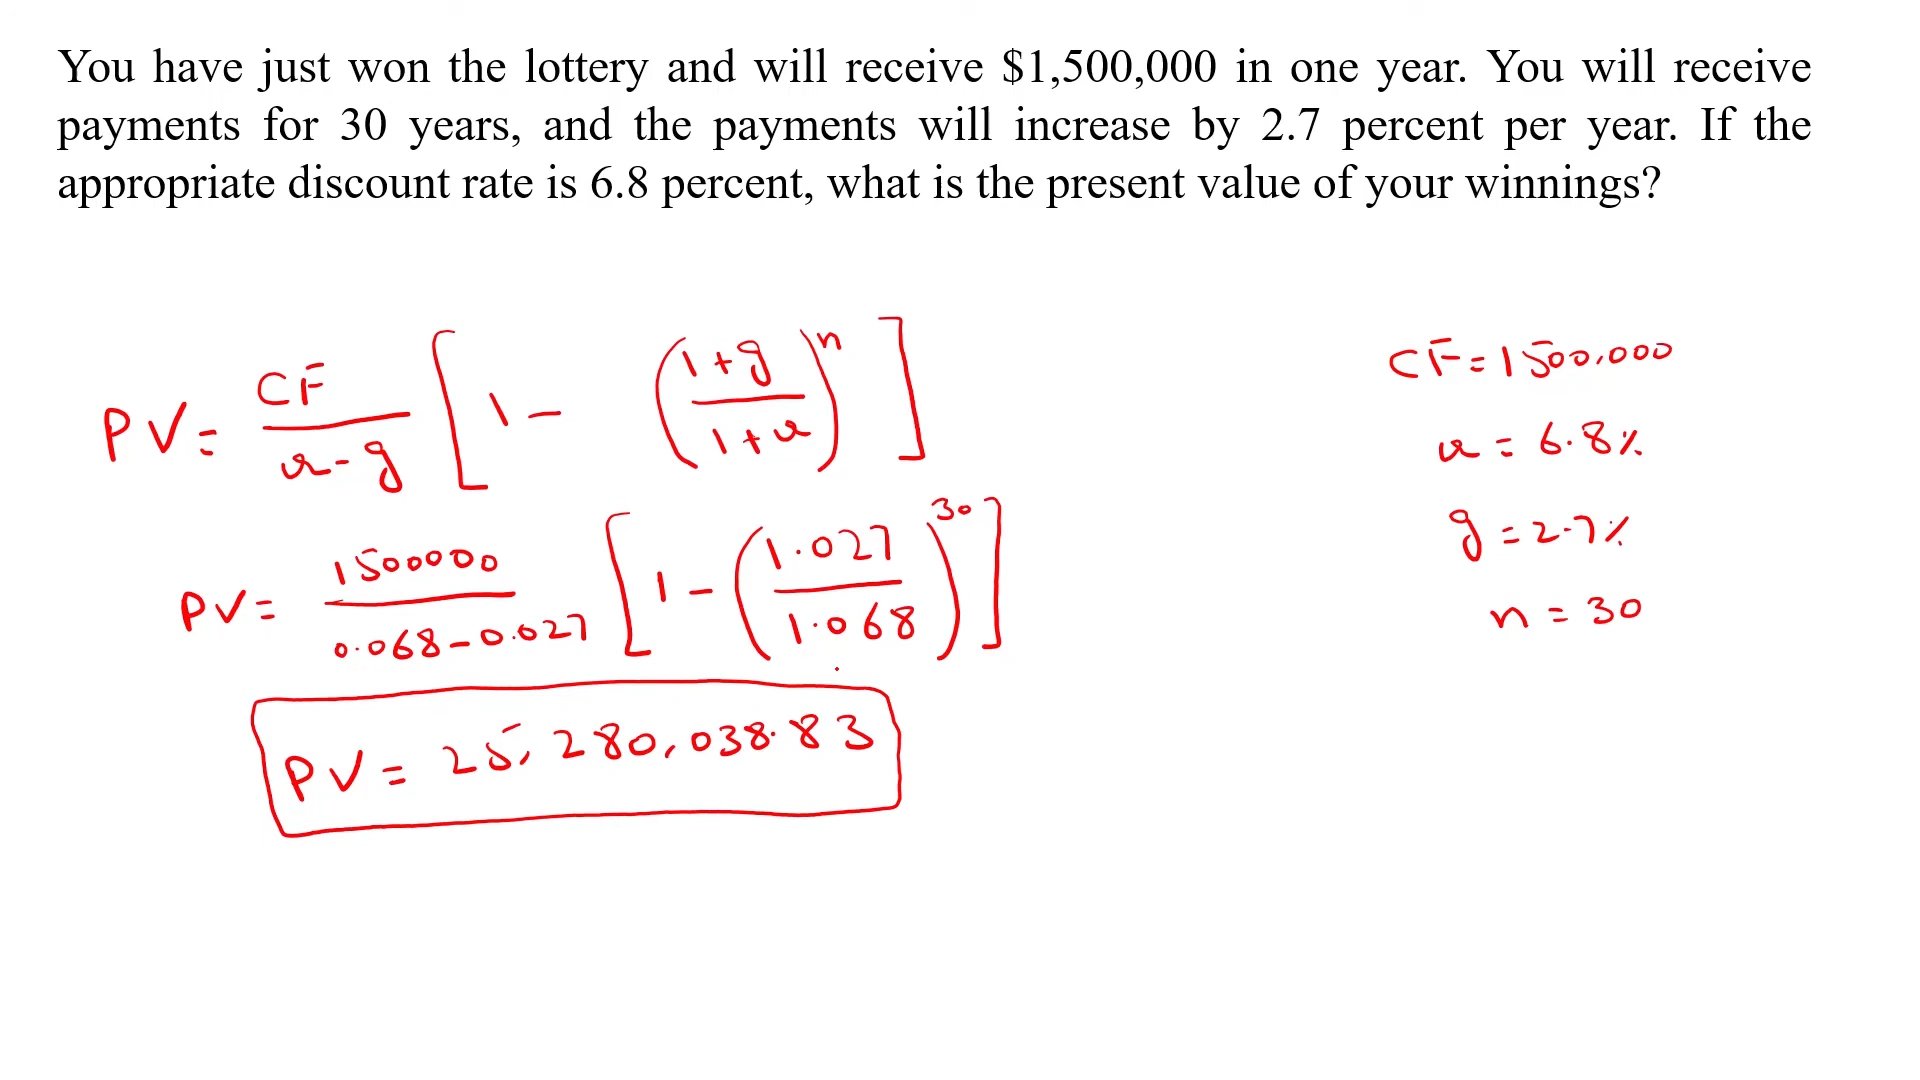 You have just won the lottery and will receive $1,500,000 in one year. You will receive
payments for 30 years, and the payments will increase by 2.7 percent per year. If the
appropriate discount rate is 6.8 percent, what is the present value of your winnings?
PV = CF / r-g [ 1 - ( 1+g / 1+r )^n ]
CF = 1500,000
r = 6.8%
g = 2.7%
n = 30
PV = 1500000 / 0.068-0.027 [ 1 - ( 1.027 / 1.068 )^30 ]
PV = 25,280,038.83